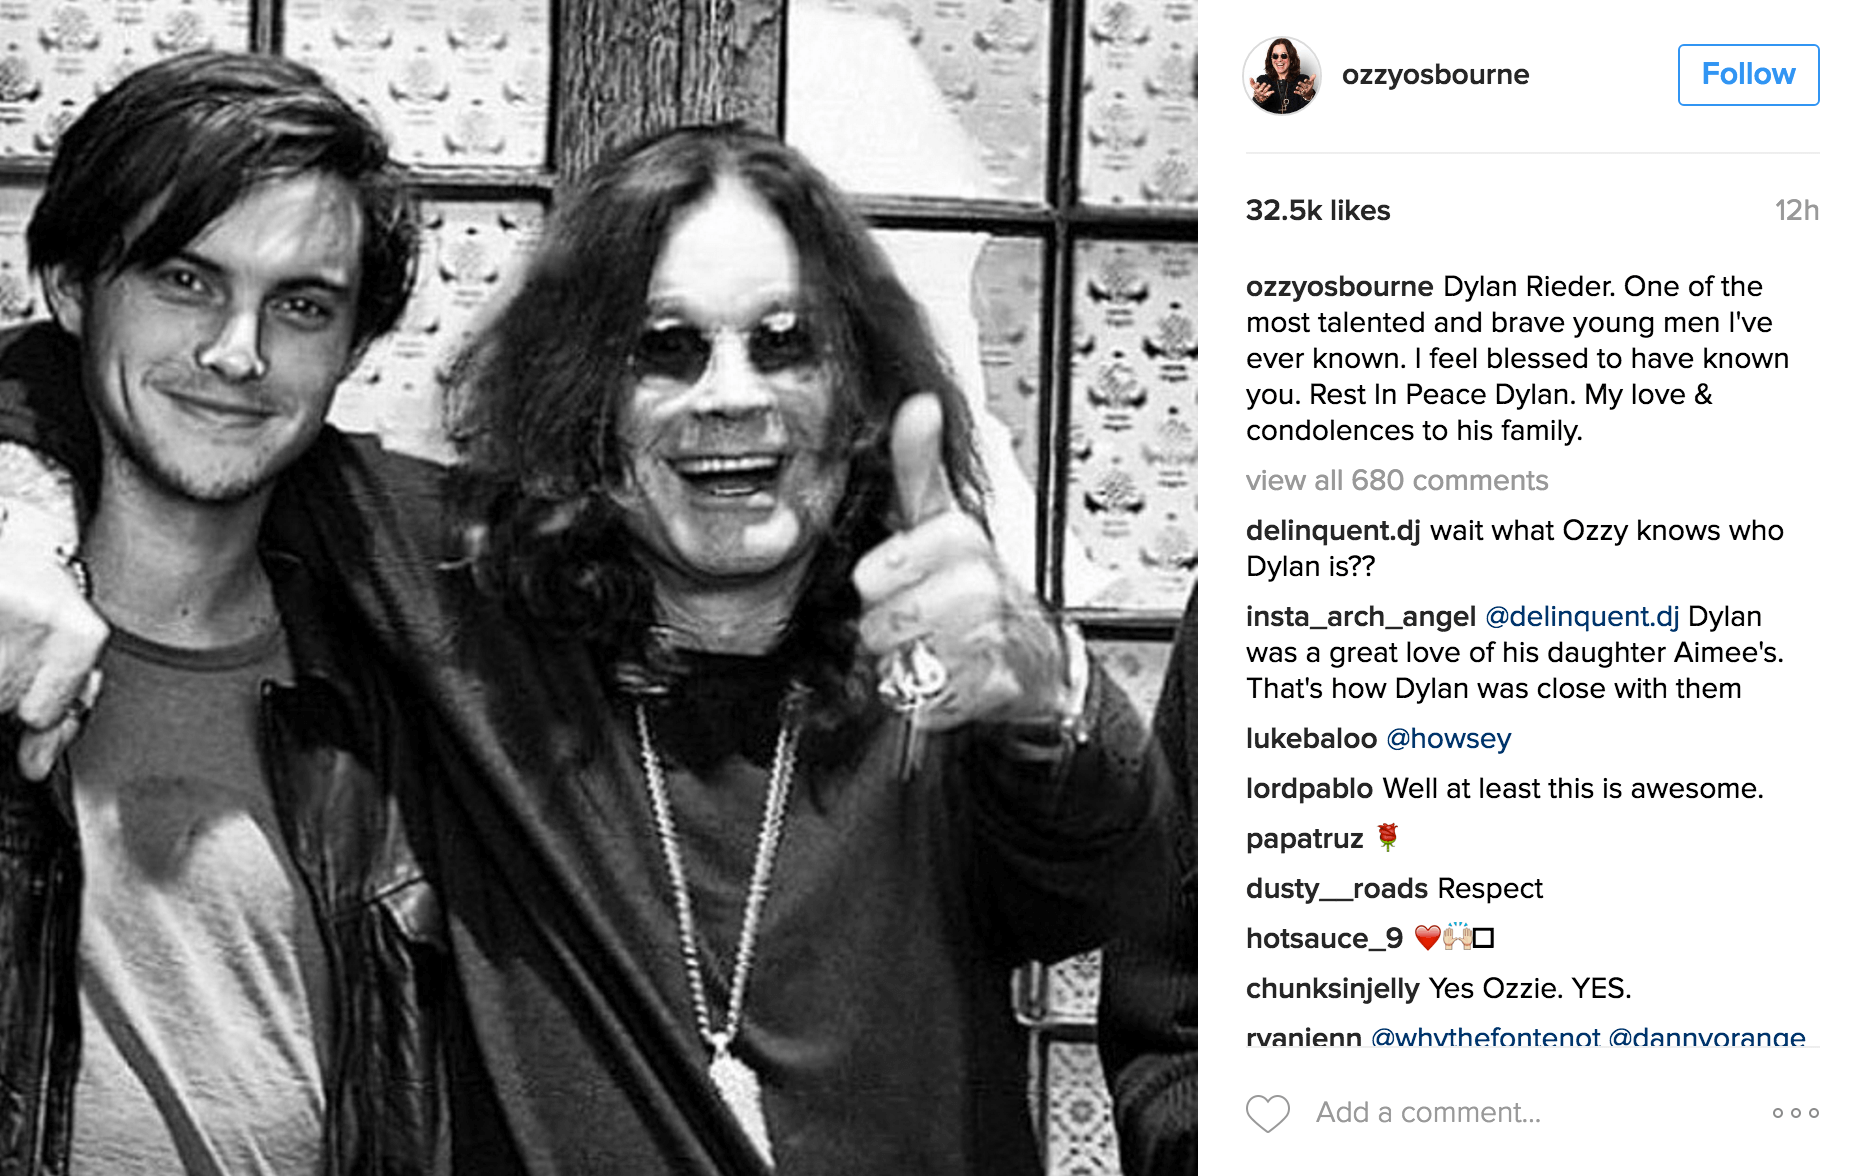 ozzyosbourne
Follow
32.5k likes
12h
ozzyosbourne Dylan Rieder. One of the
most talented and brave young men I've
ever known. I feel blessed to have known
you. Rest In Peace Dylan. My love &
condolences to his family.
view all 680 comments
delinquent.dj wait what Ozzy knows who
Dylan is??
insta_arch_angel @delinquent.dj Dylan
was a great love of his daughter Aimee's.
That's how Dylan was close with them
lukebaloo @howsey
lordpablo Well at least this is awesome.
papatruz 🌹
dusty__roads Respect
hotsauce_9 ❤️🙌🏼
chunksinjelly Yes Ozzie. YES.
ryanjenn @whythefontenot @dannyorange
Add a comment...